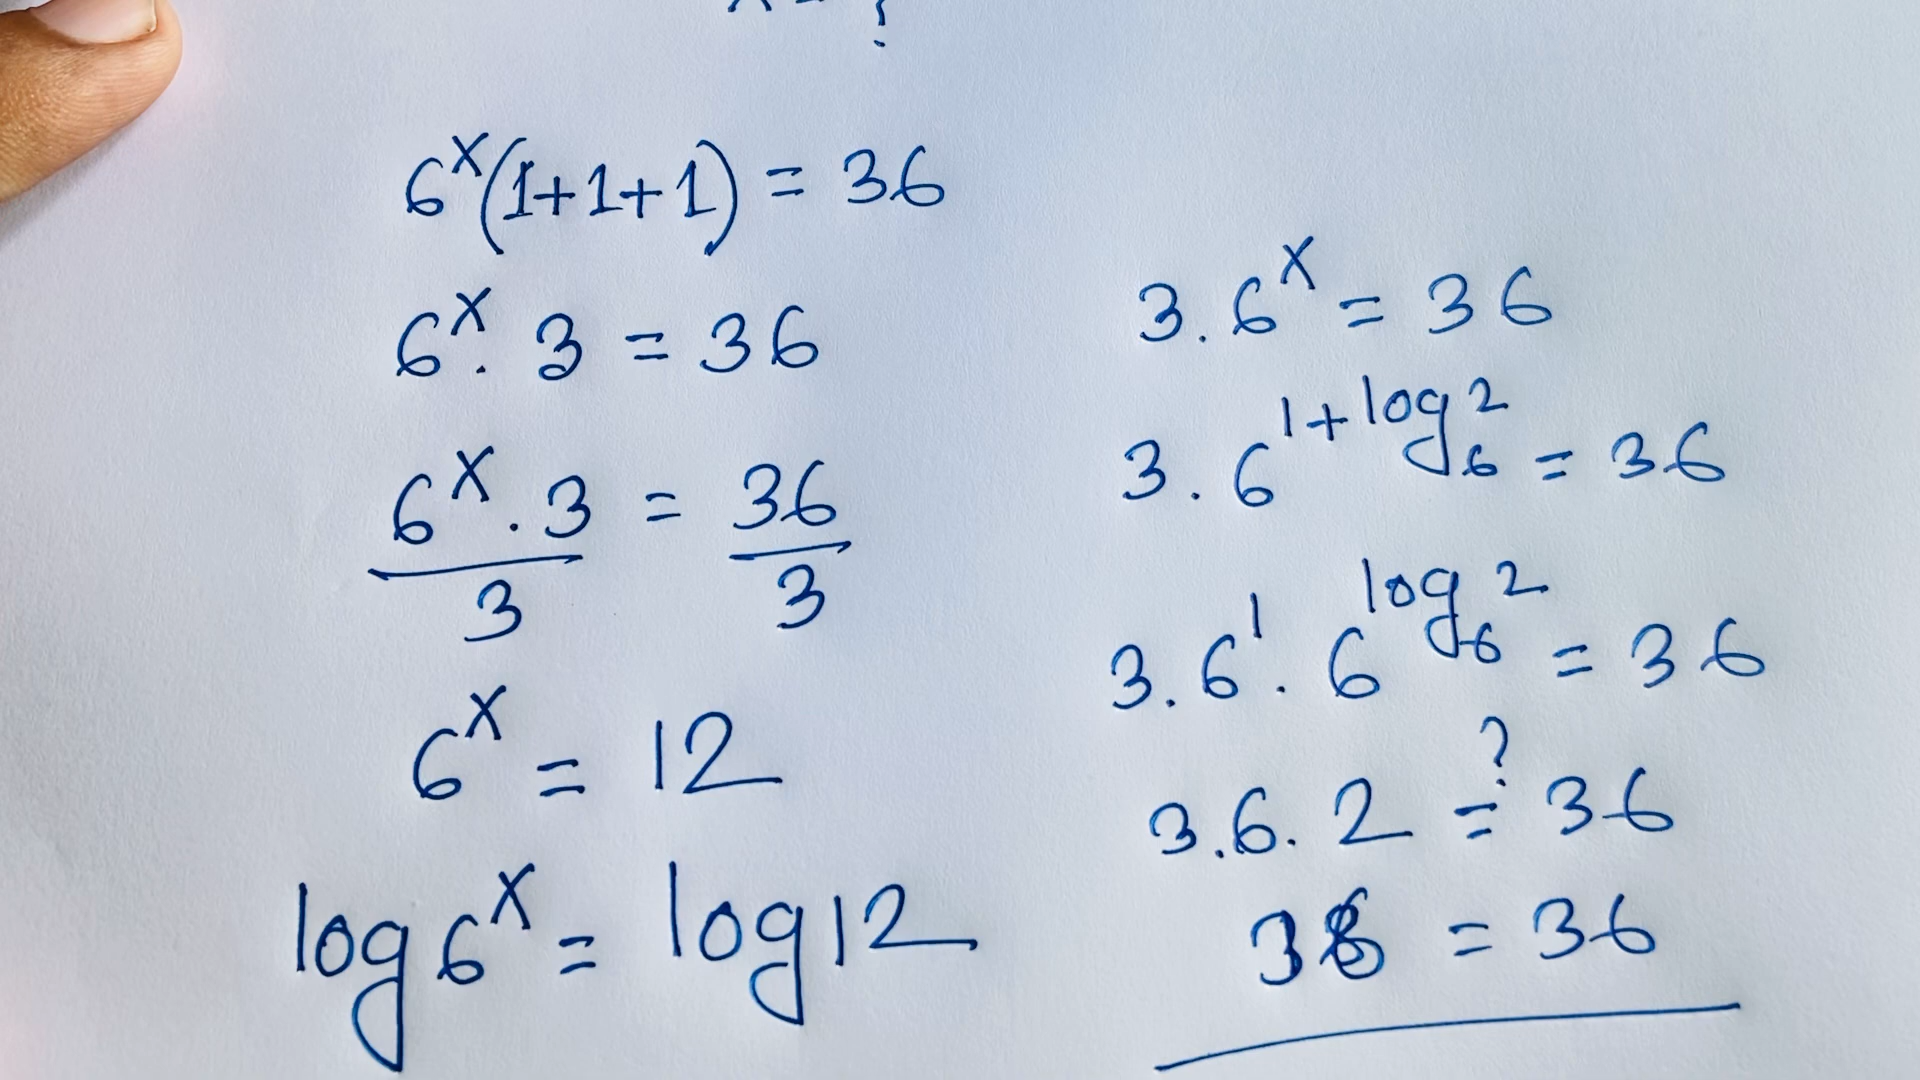 6^x(1+1+1) = 36
6^x . 3 = 36
6^x . 3 / 3 = 36 / 3
6^x = 12
log 6^x = log 12
3 . 6^x = 36
3 . 6^(1+log_6 2) = 36
3 . 6^1 . 6^(log_6 2) = 36
3 . 6 . 2 =? 36
36 = 36